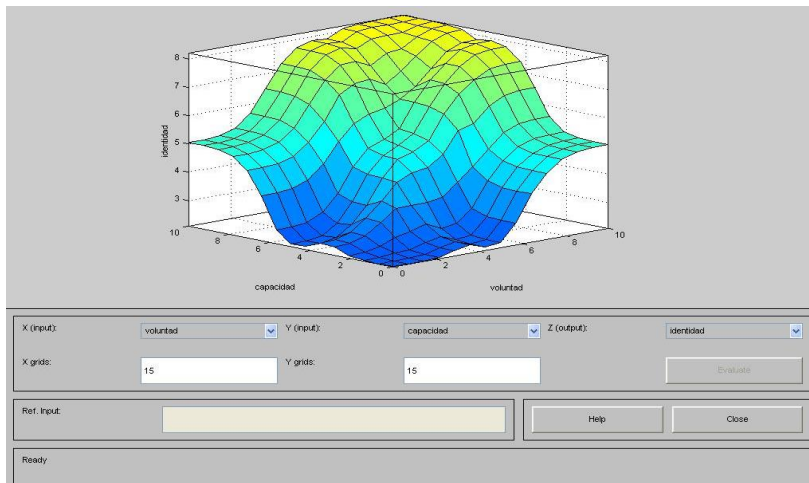 8
7
6
5
4
3
2
identidad
10
8
6
4
2
0
capacidad
0
2
4
6
8
10
voluntad
X (input):
voluntad
Y (input):
capacidad
Z (output):
identidad
X grids:
15
Y grids:
15
Evaluate
Ref. Input:
Help
Close
Ready